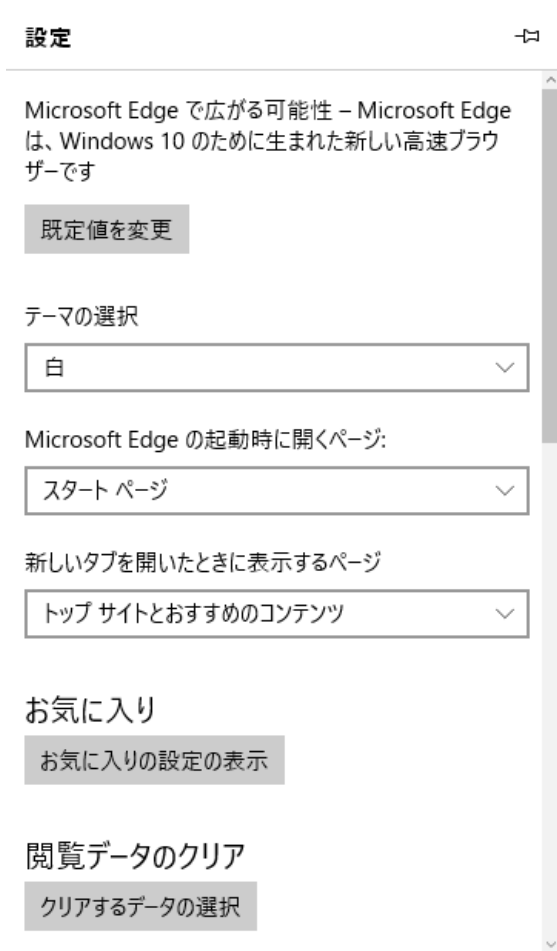 設定
Microsoft Edge で広がる可能性 – Microsoft Edge
は、Windows 10 のために生まれた新しい高速ブラウ
ザーです
既定値を変更
テーマの選択
白
Microsoft Edge の起動時に開くページ:
スタート ページ
新しいタブを開いたときに表示するページ
トップ サイトとおすすめのコンテンツ
お気に入り
お気に入りの設定の表示
閲覧データのクリア
クリアするデータの選択